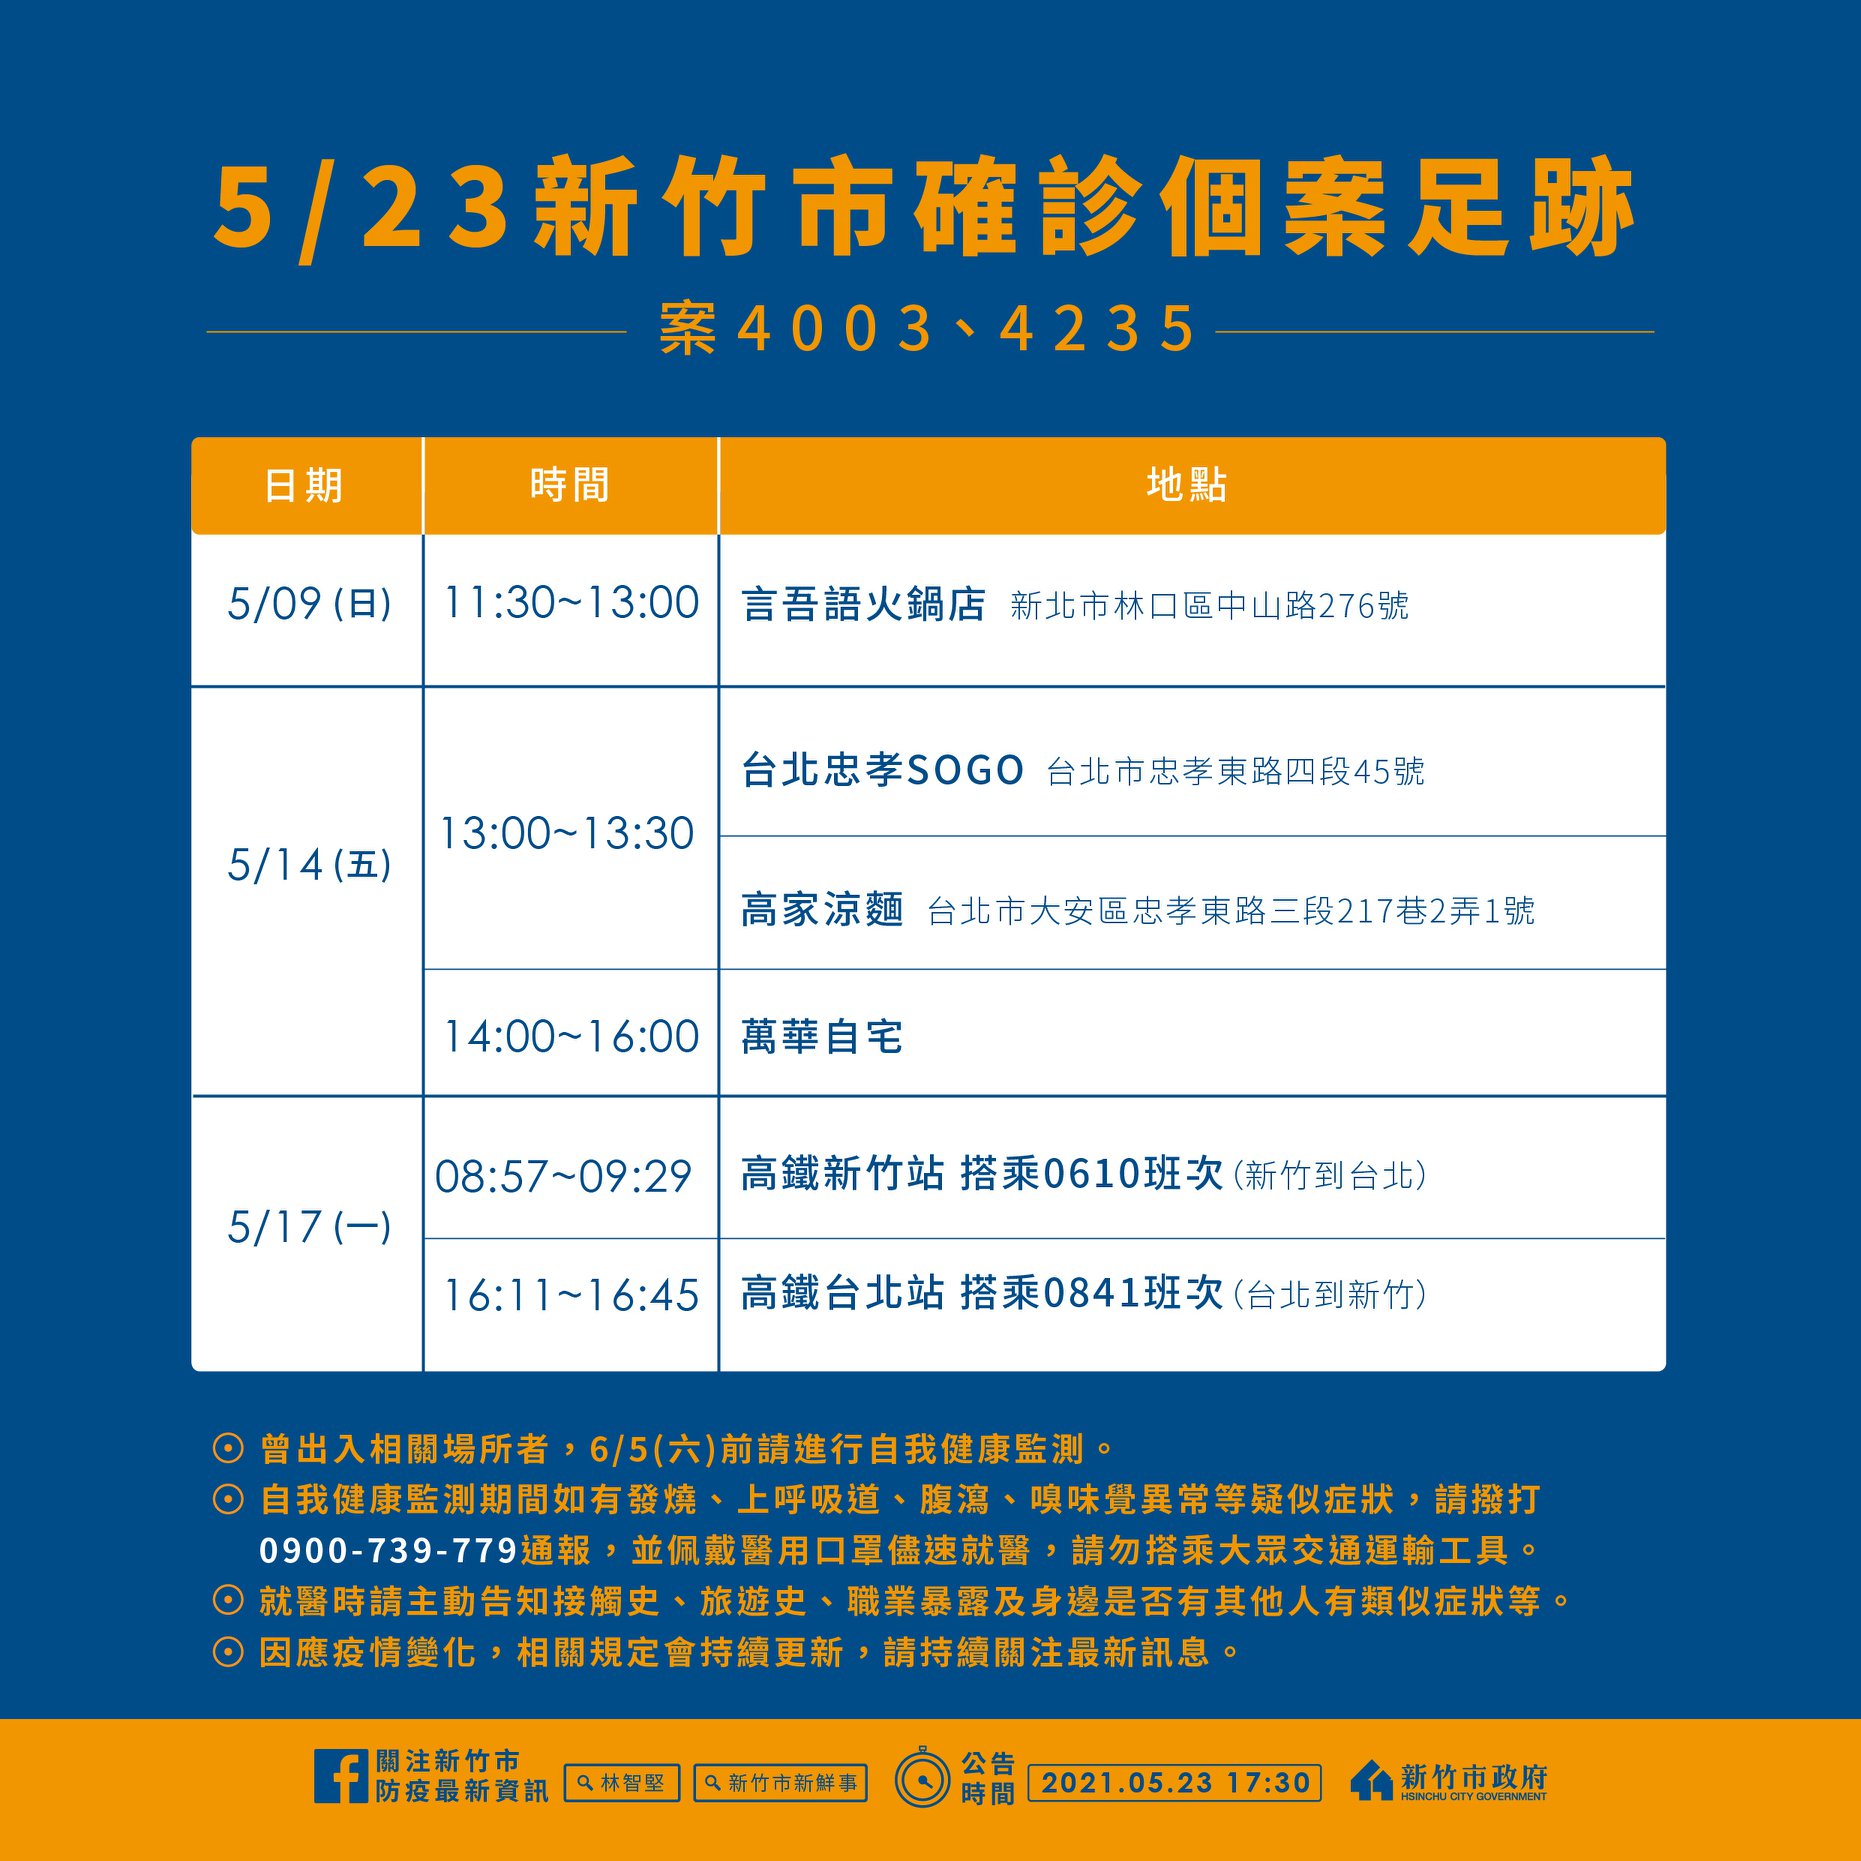 5/23新竹市確診個案足跡
案4003、4235
日期 時間 地點
5/09(日) 11:30~13:00 言吾語火鍋店 新北市林口區中山路276號
5/14(五) 13:00~13:30 台北忠孝SOGO 台北市忠孝東路四段45號
高家涼麵 台北市大安區忠孝東路三段217巷2弄1號
14:00~16:00 萬華自宅
5/17(一) 08:57~09:29 高鐵新竹站 搭乘0610班次(新竹到台北)
16:11~16:45 高鐵台北站 搭乘0841班次(台北到新竹)
⊙ 曾出入相關場所者，6/5(六)前請進行自我健康監測。
⊙ 自我健康監測期間如有發燒、上呼吸道、腹瀉、嗅味覺異常等疑似症狀，請撥打
0900-739-779通報，並佩戴醫用口罩儘速就醫，請勿搭乘大眾交通運輸工具。
⊙ 就醫時請主動告知接觸史、旅遊史、職業暴露及身邊是否有其他人有類似症狀等。
⊙ 因應疫情變化，相關規定會持續更新，請持續關注最新訊息。
關注新竹市
防疫最新資訊
林智堅
新竹市新鮮事
公告
時間
2021.05.23 17:30
新竹市政府
HSINCHU CITY GOVERNMENT